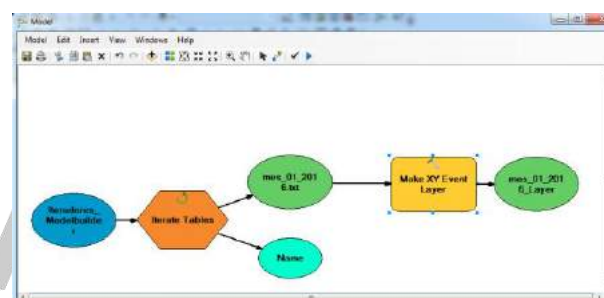 Model
Model Edit Insert View Windows Help
mes_01_201
6.txt
Make XY Event
Layer
mes_01_201
6_Layer
Modelbuilde
r
Iterate Tables
Name